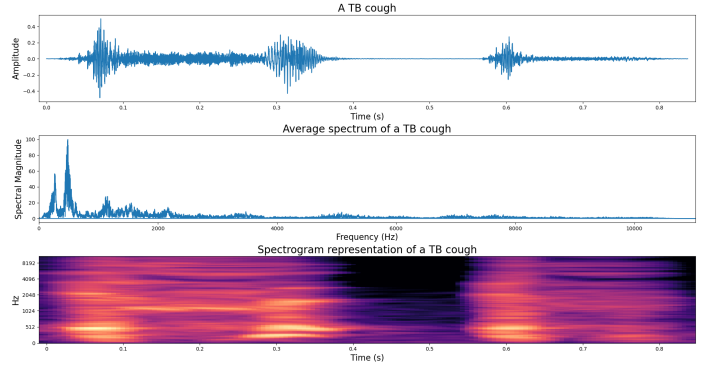 A TB cough
0.4
0.2
0.0
−0.2
−0.4
Amplitude
0.0 0.1 0.2 0.3 0.4 0.5 0.6 0.7 0.8
Time (s)
Average spectrum of a TB cough
100
80
60
40
20
0
Spectral Magnitude
0 2000 4000 6000 8000 10000
Frequency (Hz)
Spectrogram representation of a TB cough
8192
4096
2048
1024
512
0
Hz
0 0.1 0.2 0.3 0.4 0.5 0.6 0.7 0.8
Time (s)